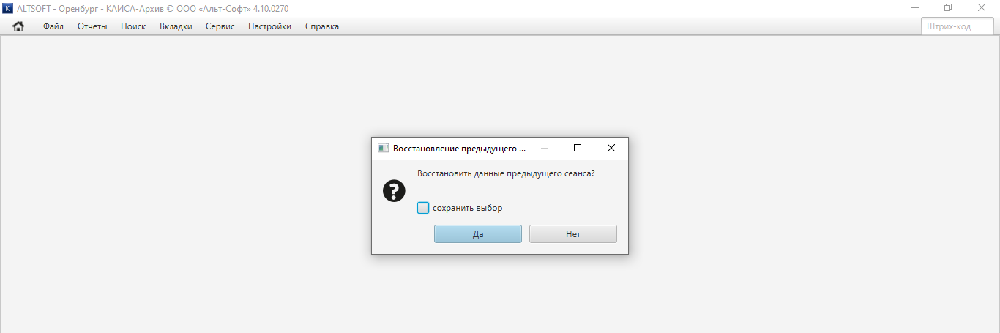 K ALTSOFT - Оренбург - КАИСА-Архив © ООО «Альт-Софт» 4.10.0270
Файл Отчеты Поиск Вкладки Сервис Настройки Справка Штрих-код
Восстановление предыдущего ...
Восстановить данные предыдущего сеанса?
?
сохранить выбор
Да Нет